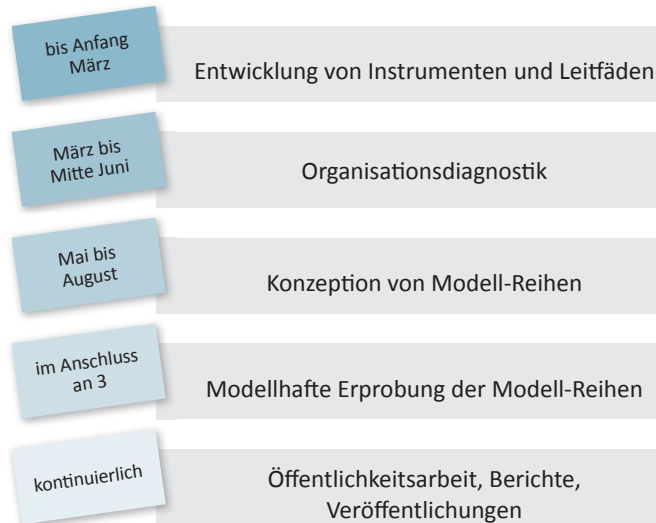 bis Anfang
März
Entwicklung von Instrumenten und Leitfäden
März bis
Mitte Juni
Organisationsdiagnostik
Mai bis
August
Konzeption von Modell-Reihen
im Anschluss
an 3
Modellhafte Erprobung der Modell-Reihen
kontinuierlich
Öffentlichkeitsarbeit, Berichte,
Veröffentlichungen